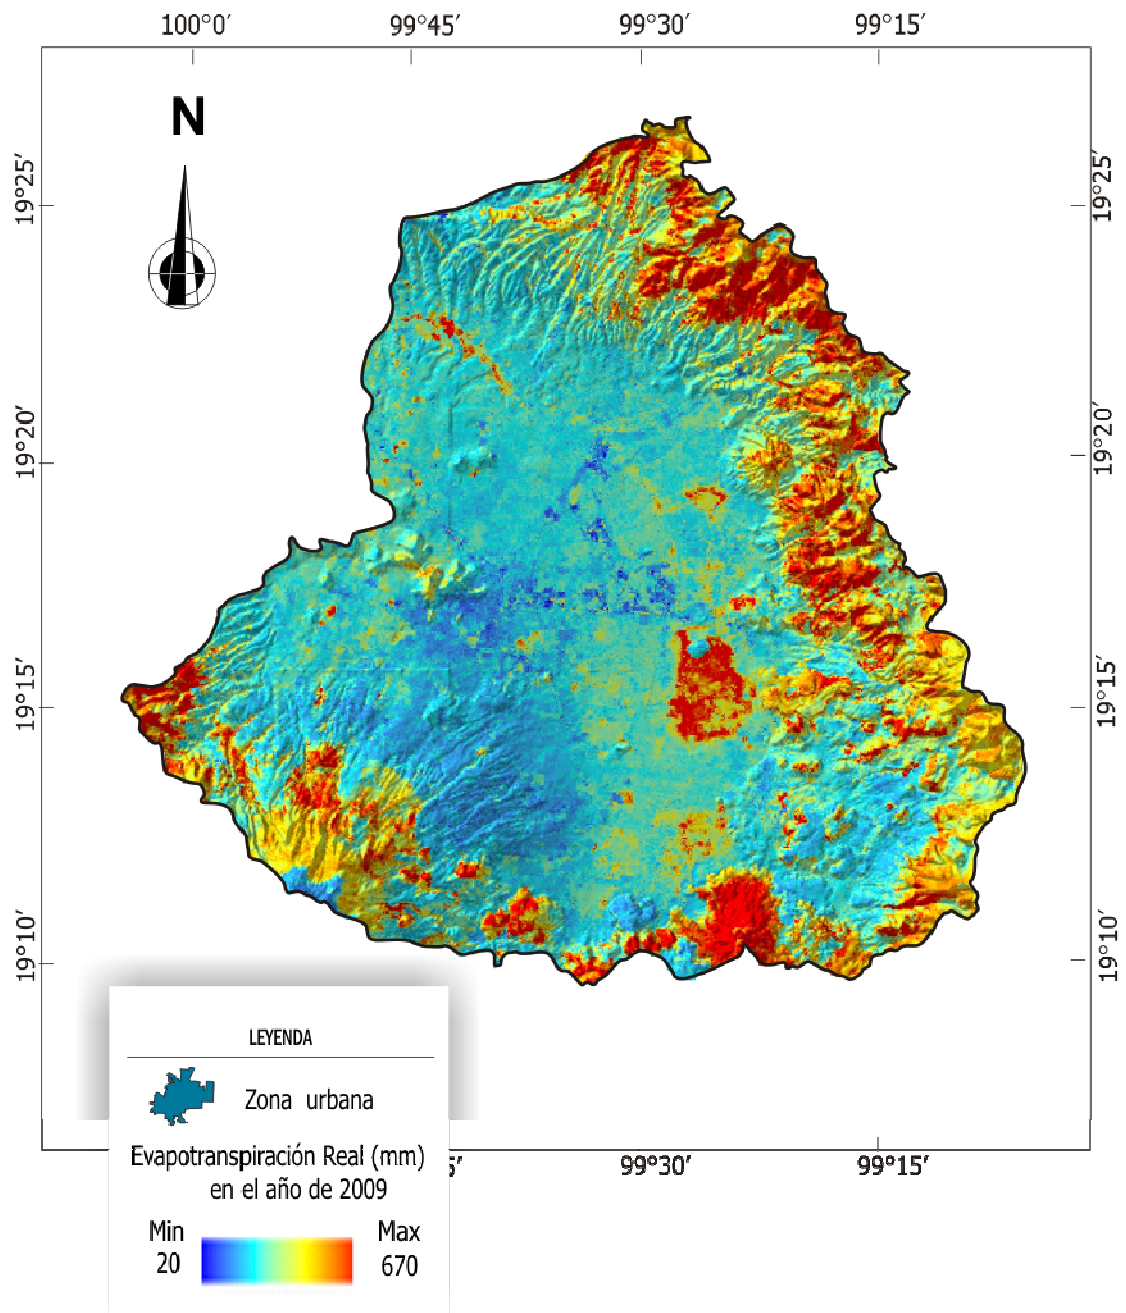 100°0′ 99°45′ 99°30′ 99°15′
N
19°25′ 19°25′
19°20′ 19°20′
19°15′ 19°15′
19°10′ 19°10′
LEYENDA
Zona urbana
Evapotranspiración Real (mm)
en el año de 2009
5′ 99°30′ 99°15′
Min Max
20 670